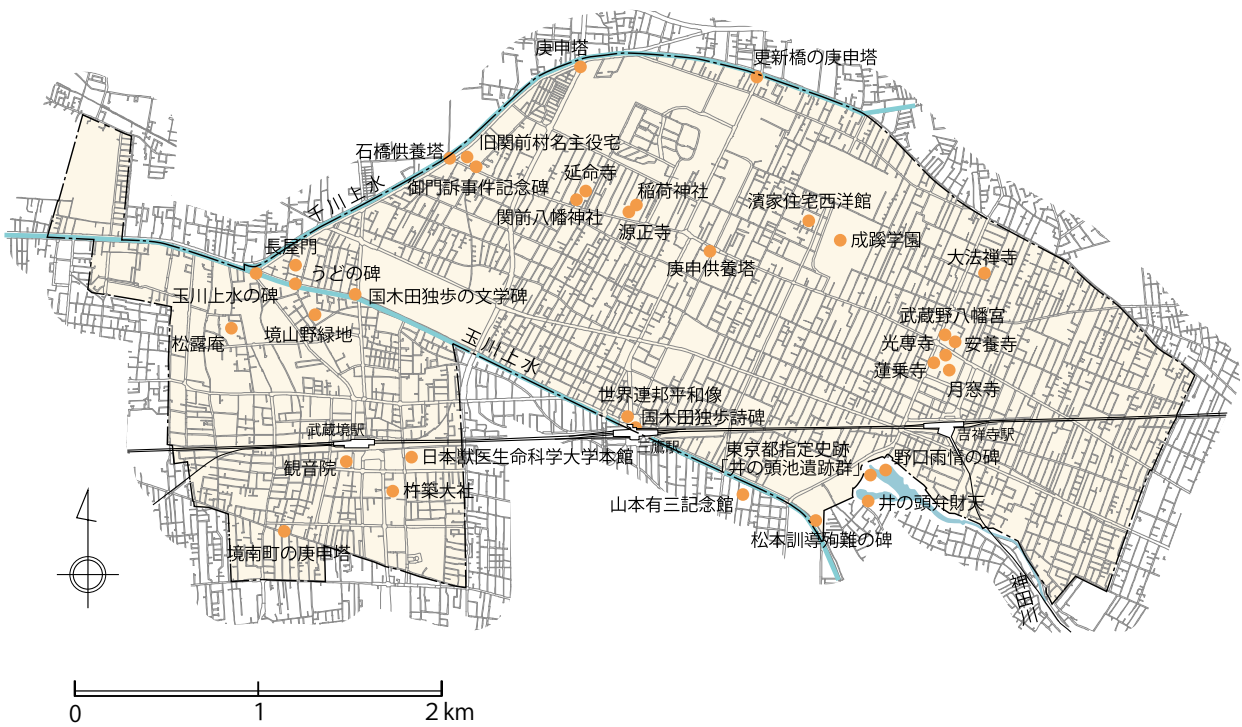 庚申塔
更新橋の庚申塔
石橋供養塔
旧関前村名主役宅
御門訴事件記念碑
千川上水
延命寺
関前八幡神社
稲荷神社
源正寺
濱家住宅西洋館
成蹊学園
庚申供養塔
大法禅寺
長屋門
うどの碑
玉川上水の碑
国木田独歩の文学碑
松露庵
境山野緑地
玉川上水
武蔵野八幡宮
光専寺
安養寺
蓮乗寺
月窓寺
世界連邦平和像
国木田独歩詩碑
武蔵境駅
三鷹駅
吉祥寺駅
観音院
日本獣医生命科学大学本館
杵築大社
境南町の庚申塔
東京都指定史跡
「井の頭池遺跡群」
野口雨情の碑
井の頭弁財天
山本有三記念館
松本訓導殉難の碑
神田川
0
1
2 km